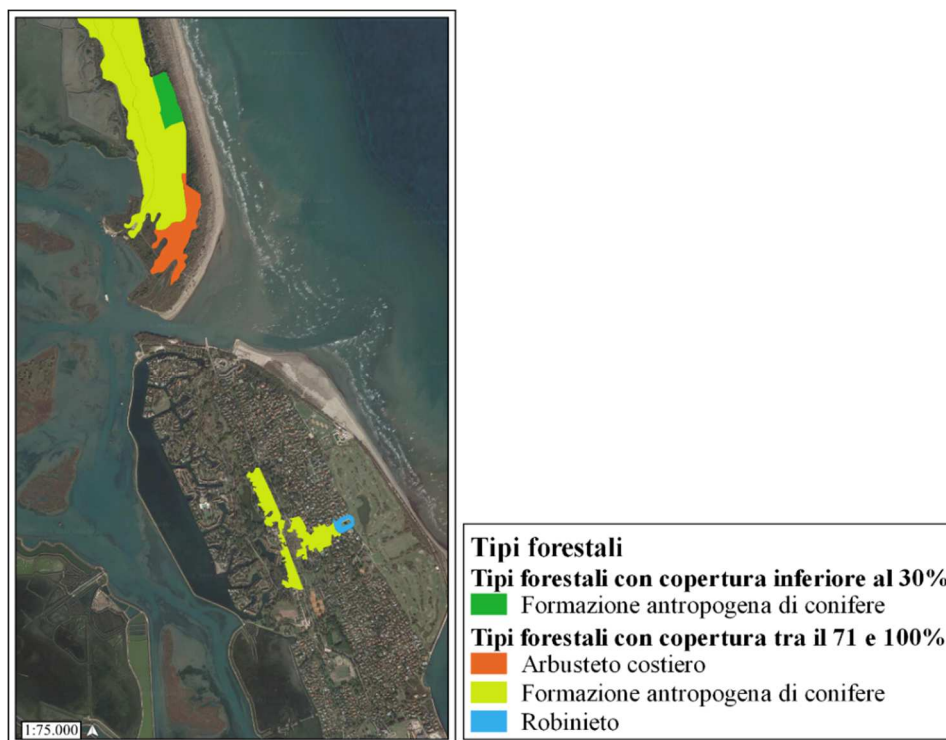 1:75.000
Tipi forestali
Tipi forestali con copertura inferiore al 30%
Formazione antropogena di conifere
Tipi forestali con copertura tra il 71 e 100%
Arbusteto costiero
Formazione antropogena di conifere
Robinieto